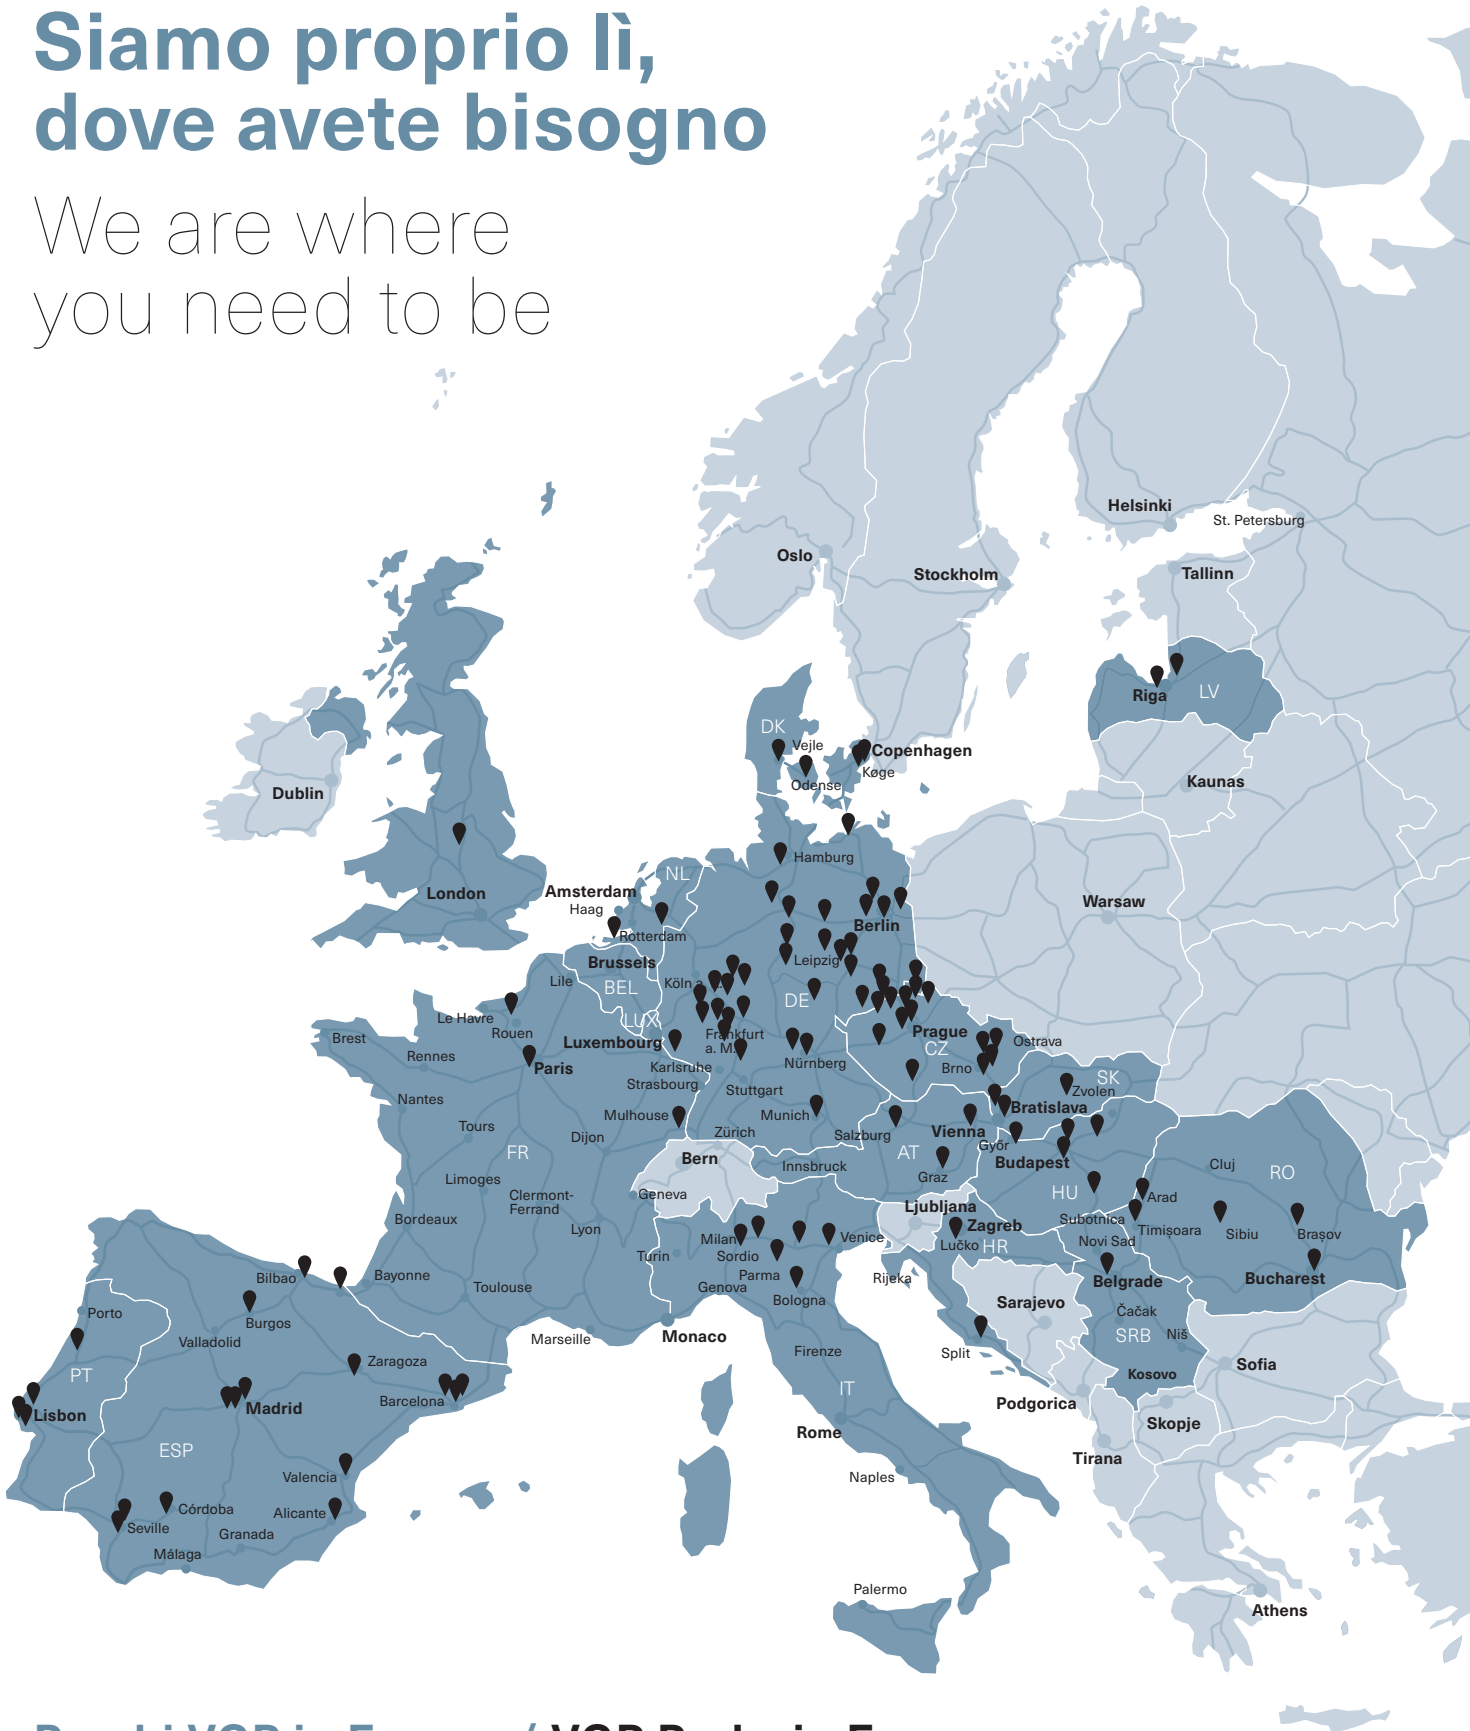 Siamo proprio lì,
dove avete bisogno
We are where
you need to be
Helsinki
St. Petersburg
Oslo
Stockholm
Tallinn
Riga
LV
DK
Vejle
Copenhagen
Køge
Odense
Kaunas
Dublin
Hamburg
NL
London
Amsterdam
Haag
Rotterdam
Warsaw
Berlin
Brussels
Leipzig
Lile
BEL
Köln a.
DE
Le Havre
Rouen
LUX
Luxembourg
Frankfurt
a. M.
Prague
CZ
Ostrava
Brest
Rennes
Paris
Karlsruhe
Strasbourg
Nürnberg
Brno
SK
Zvolen
Stuttgart
Nantes
Mulhouse
Munich
Bratislava
Tours
Dijon
Zürich
Salzburg
Vienna
Győr
FR
Bern
Innsbruck
AT
Budapest
Graz
Cluj
RO
Limoges
Clermont-
Ferrand
Geneva
HU
Arad
Bordeaux
Lyon
Ljubljana
Zagreb
Subotnica
Timișoara
Sibiu
Brașov
Milan
Venice
Lučko
HR
Novi Sad
Turin
Sordio
Bilbao
Bayonne
Toulouse
Genova
Parma
Bologna
Rijeka
Belgrade
Bucharest
Porto
Burgos
Valladolid
Marseille
Monaco
Sarajevo
Čačak
SRB
Niš
Firenze
Split
Sofia
Kosovo
PT
Zaragoza
Barcelona
IT
Lisbon
Madrid
Podgorica
Skopje
Rome
Tirana
ESP
Valencia
Naples
Córdoba
Alicante
Seville
Granada
Málaga
Palermo
Athens